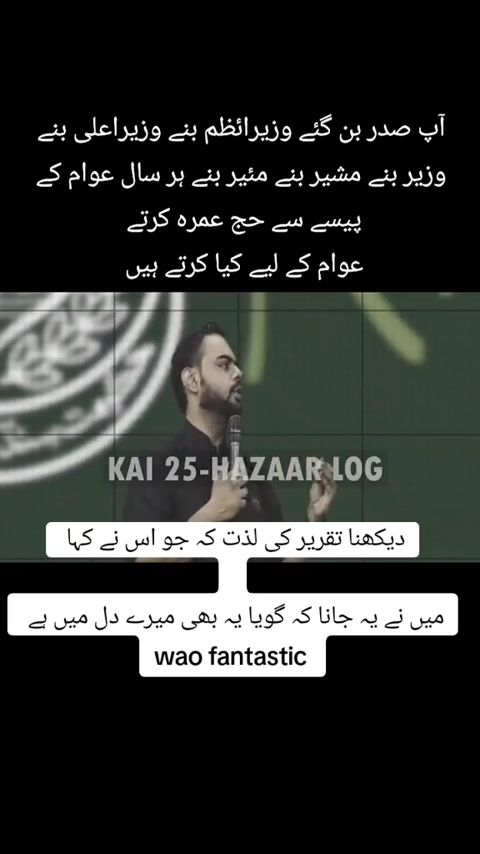 آپ صدر بن گئے وزیرائظم بنے وزیراعلی بنے
وزیر بنے مشیر بنے مئیر بنے ہر سال عوام کے
پیسے سے حج عمرہ کرتے
عوام کے لیے کیا کرتے ہیں
KAI 25-HAZAAR LOG
دیکھنا تقریر کی لذت کہ جو اس نے کہا
میں نے یہ جانا کہ گویا یہ بھی میرے دل میں ہے
wao fantastic